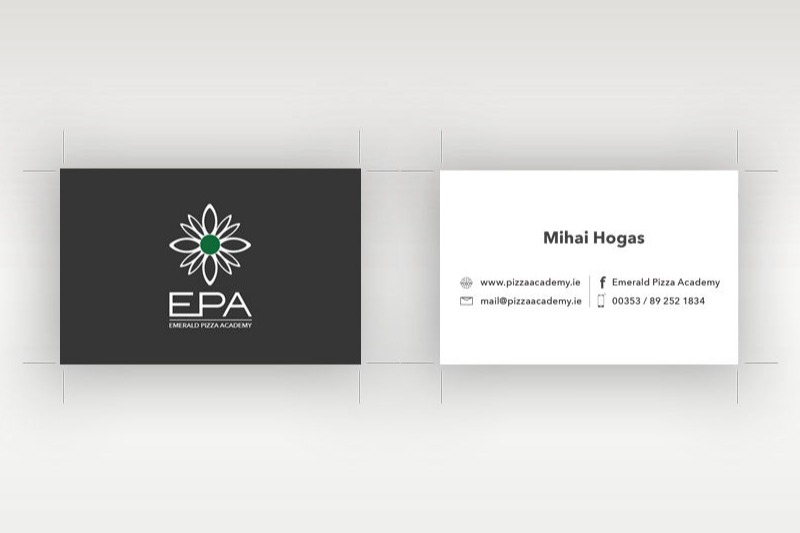 EPA
EMERALD PIZZA ACADEMY
Mihai Hogas
www.pizzaacademy.ie
Emerald Pizza Academy
mail@pizzaacademy.ie
00353 / 89 252 1834